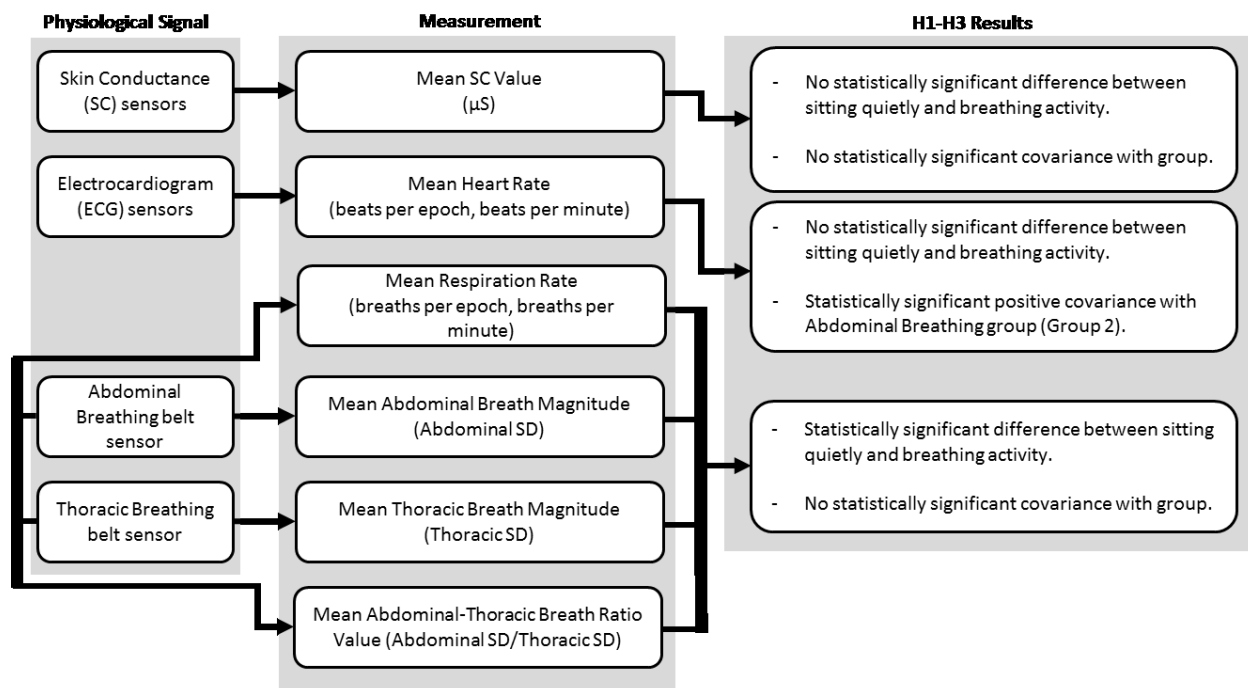 Physiological Signal
Measurement
H1-H3 Results
Skin Conductance
(SC) sensors
Mean SC Value
(µS)
- No statistically significant difference between
sitting quietly and breathing activity.
- No statistically significant covariance with group.
Electrocardiogram
(ECG) sensors
Mean Heart Rate
(beats per epoch, beats per minute)
- No statistically significant difference between
sitting quietly and breathing activity.
- Statistically significant positive covariance with
Abdominal Breathing group (Group 2).
Mean Respiration Rate
(breaths per epoch, breaths per
minute)
Abdominal
Breathing belt
sensor
Mean Abdominal Breath Magnitude
(Abdominal SD)
- Statistically significant difference between sitting
quietly and breathing activity.
- No statistically significant covariance with group.
Thoracic Breathing
belt sensor
Mean Thoracic Breath Magnitude
(Thoracic SD)
Mean Abdominal-Thoracic Breath Ratio
Value (Abdominal SD/Thoracic SD)